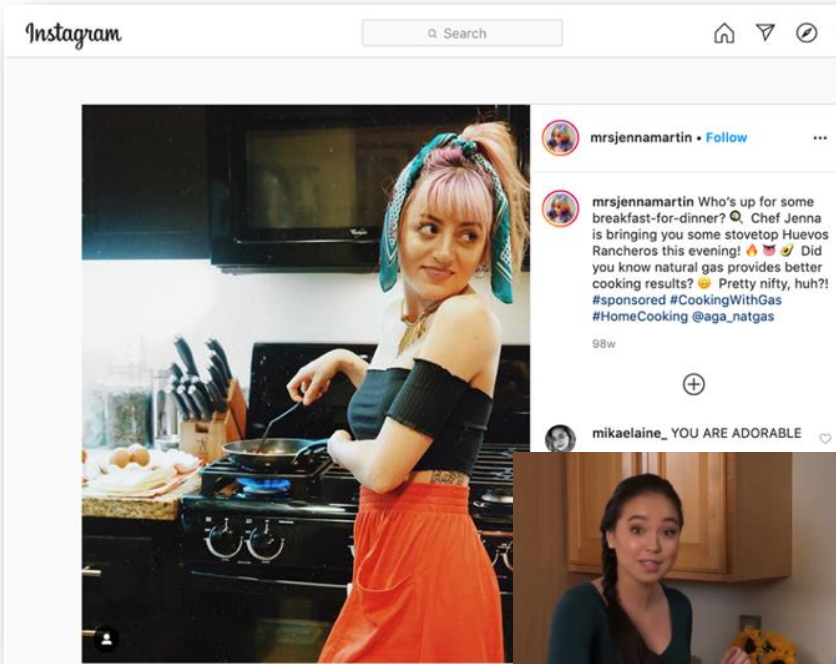 Instagram
Search
mrsjennamartin • Follow
mrsjennamartin Who's up for some
breakfast-for-dinner? 🍳 Chef Jenna
is bringing you some stovetop Huevos
Rancheros this evening! 🔥 👅 🥑 Did
you know natural gas provides better
cooking results? 😊 Pretty nifty, huh?!
#sponsored #CookingWithGas
#HomeCooking @aga_natgas
98w
mikaelaine_ YOU ARE ADORABLE